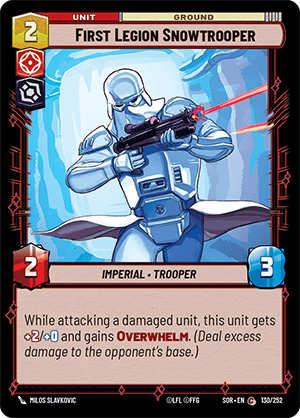 UNIT
GROUND
2
FIRST LEGION SNOWTROOPER
2
IMPERIAL • TROOPER
3
While attacking a damaged unit, this unit gets
+2/+0 and gains OVERWHELM. (Deal excess
damage to the opponent's base.)
MILOS SLAVKOVIC
©LFL ©FFG
SOR • EN C 130/252